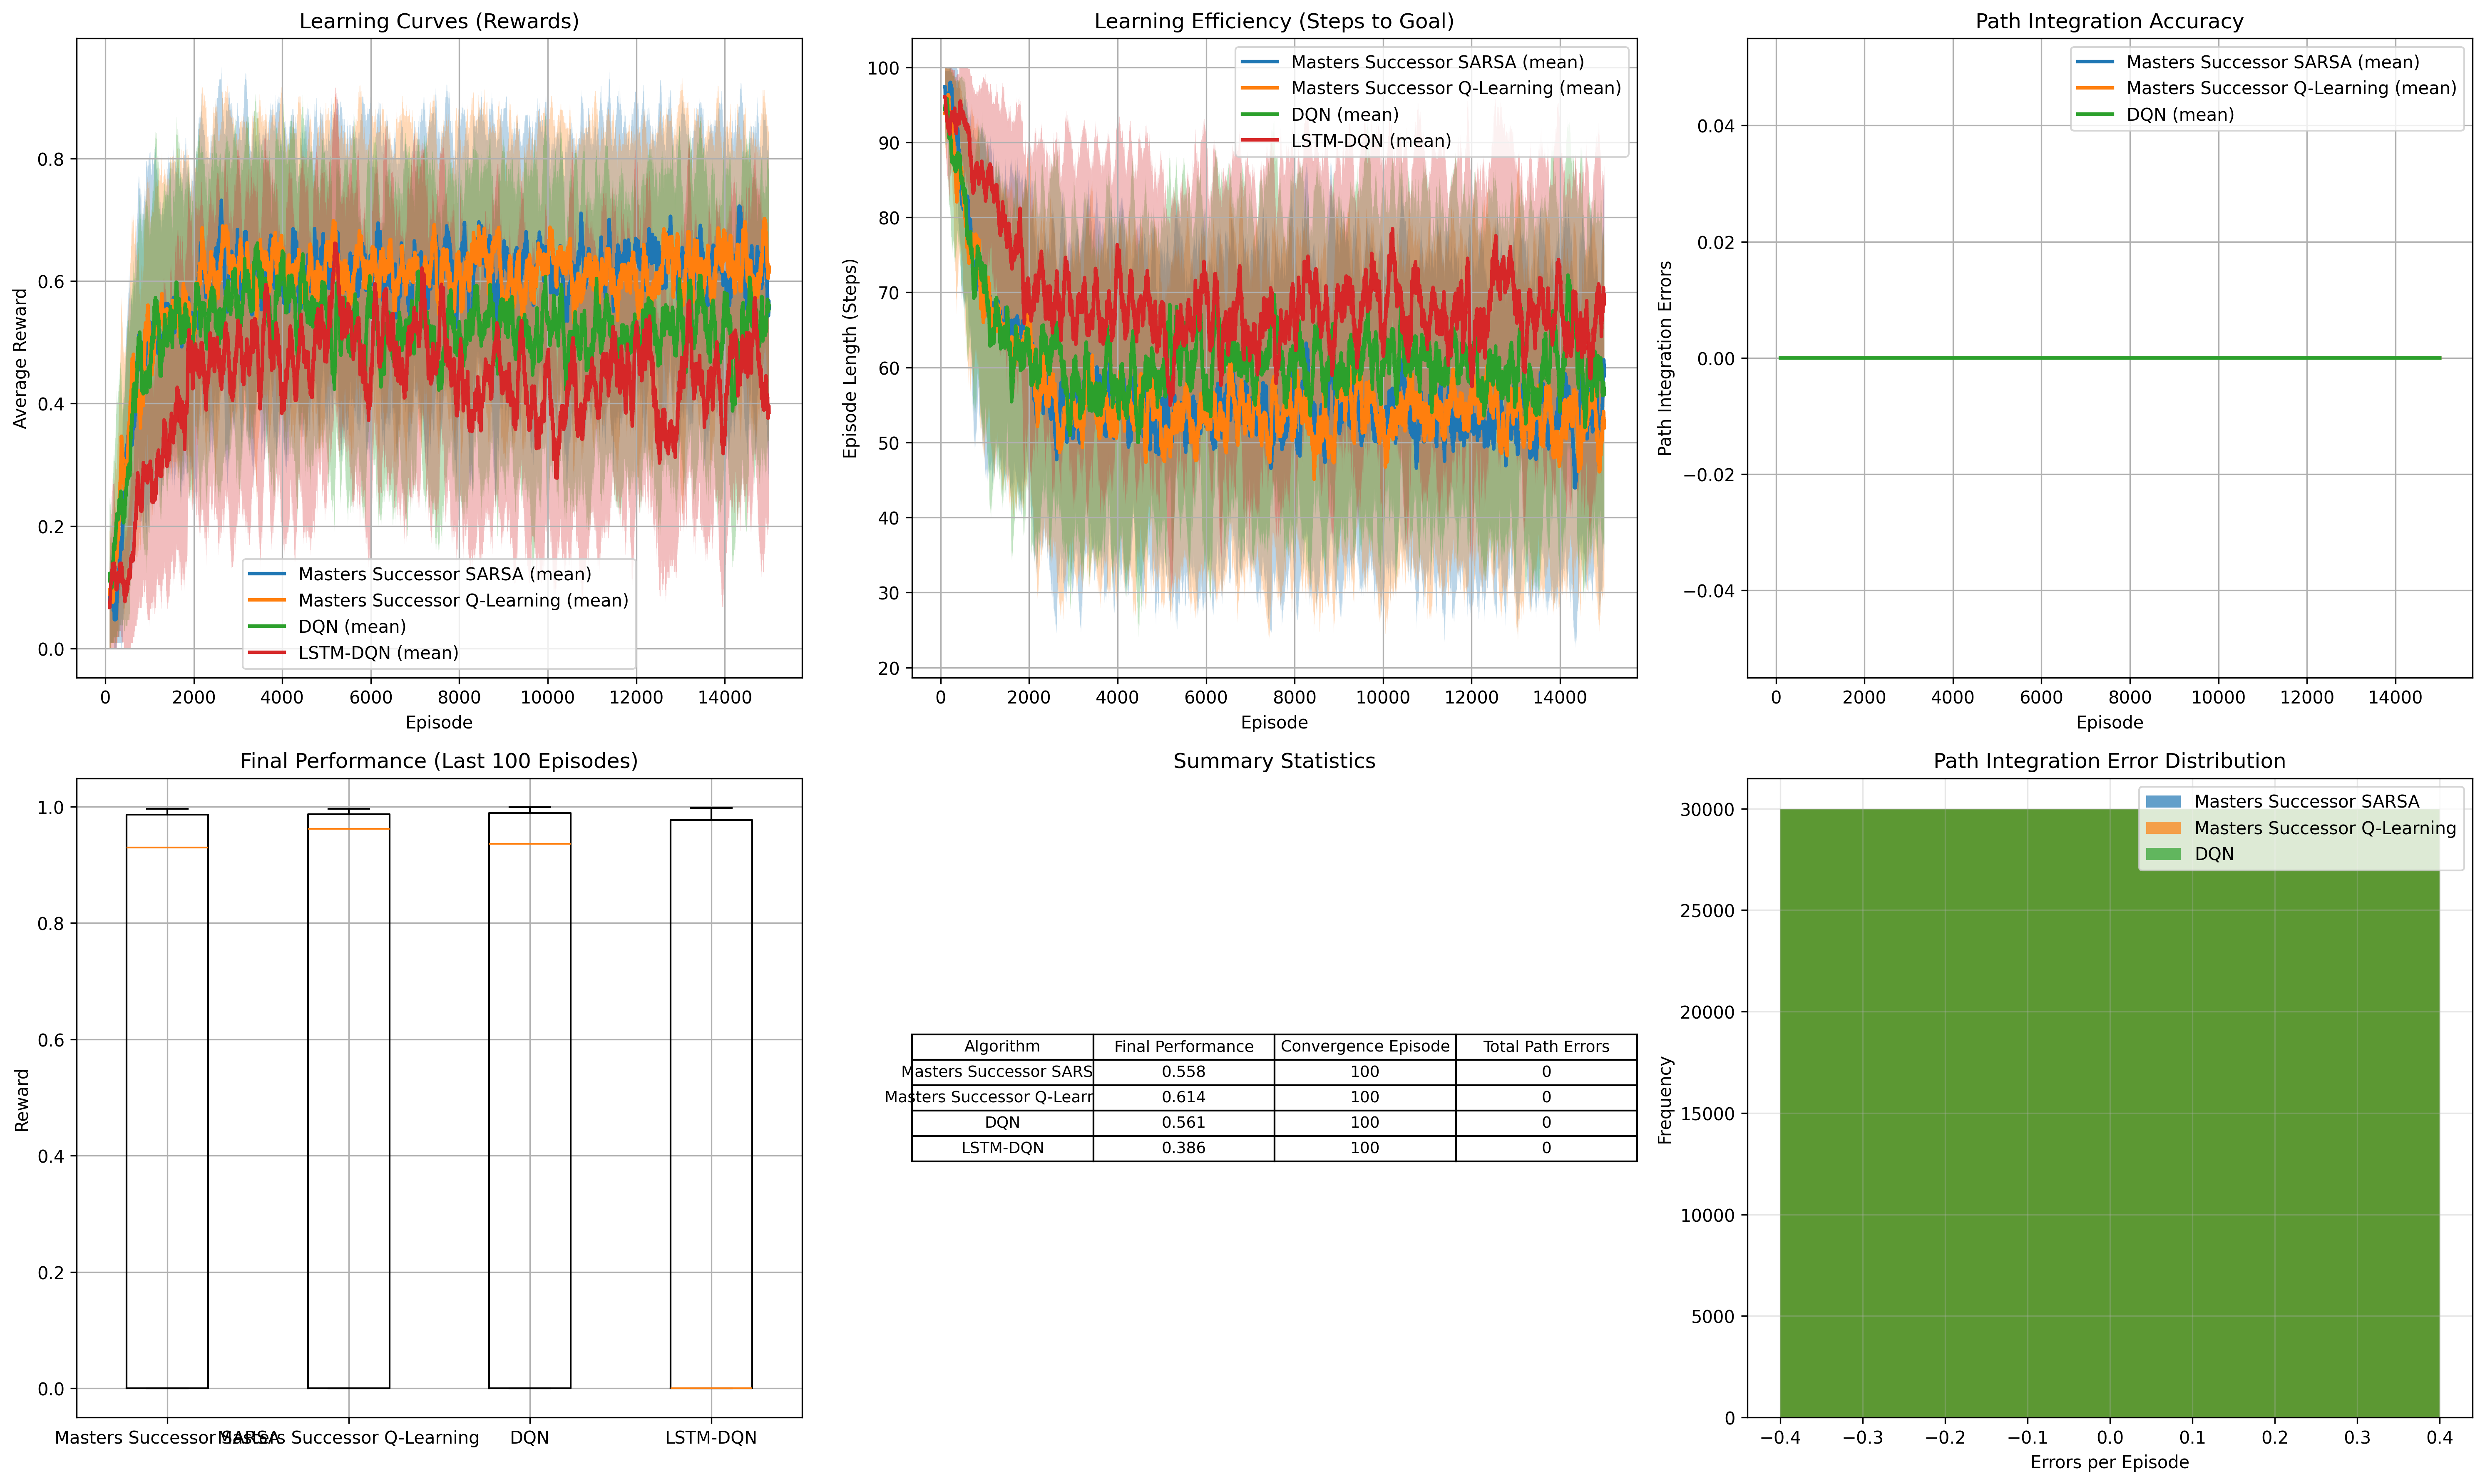 Learning Curves (Rewards)
Average Reward
0.8
0.6
0.4
0.2
0.0
Masters Successor SARSA (mean)
Masters Successor Q-Learning (mean)
DQN (mean)
LSTM-DQN (mean)
0 2000 4000 6000 8000 10000 12000 14000
Episode
Learning Efficiency (Steps to Goal)
Episode Length (Steps)
100
90
80
70
60
50
40
30
20
Masters Successor SARSA (mean)
Masters Successor Q-Learning (mean)
DQN (mean)
LSTM-DQN (mean)
0 2000 4000 6000 8000 10000 12000 14000
Episode
Path Integration Accuracy
Path Integration Errors
0.04
0.02
0.00
−0.02
−0.04
Masters Successor SARSA (mean)
Masters Successor Q-Learning (mean)
DQN (mean)
0 2000 4000 6000 8000 10000 12000 14000
Episode
Final Performance (Last 100 Episodes)
Reward
1.0
0.8
0.6
0.4
0.2
0.0
Masters Successor SARSA Masters Successor Q-Learning DQN LSTM-DQN
Summary Statistics
Algorithm Final Performance Convergence Episode Total Path Errors
Masters Successor SARS 0.558 100 0
Masters Successor Q-Learn 0.614 100 0
DQN 0.561 100 0
LSTM-DQN 0.386 100 0
Path Integration Error Distribution
Frequency
30000
25000
20000
15000
10000
5000
0
Masters Successor SARSA
Masters Successor Q-Learning
DQN
−0.4 −0.3 −0.2 −0.1 0.0 0.1 0.2 0.3 0.4
Errors per Episode